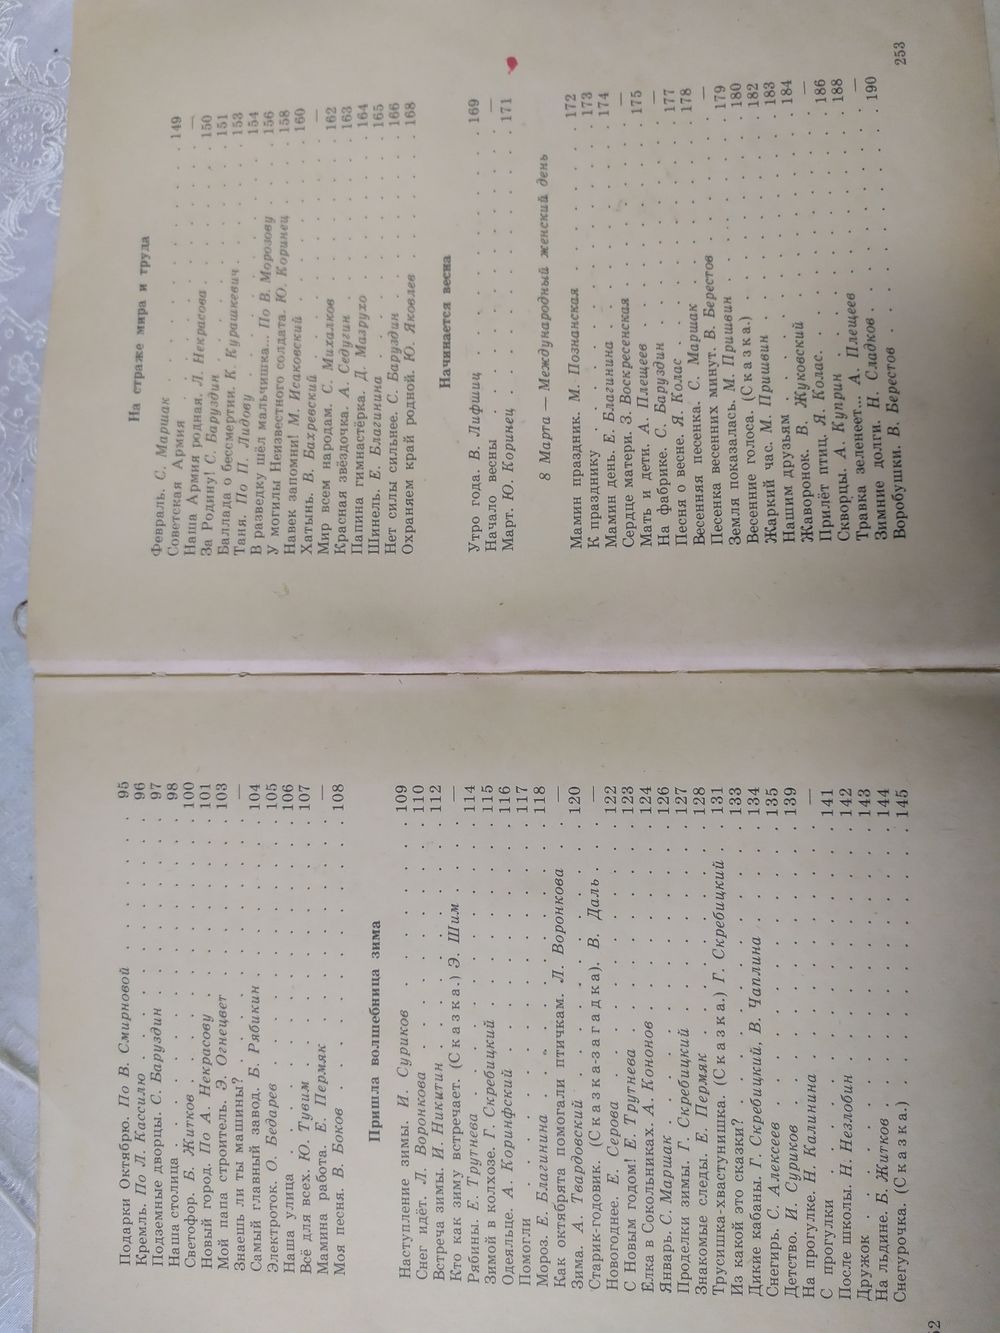 Подарки Октябрю. По В. Смирновой . . . . . . . . 95
Кремль. По Л. Кассилю . . . . . . . . . . 96
Подземные дворцы. С. Баруздин . . . . . . . . 97
Наша столица . . . . . . . . . . . . . 98
Светофор. Б. Житков . . . . . . . . . . 100
Новый город. По А. Некрасову . . . . . . . . 101
Мой папа строитель. Э. Огнецвет . . . . . . . 103
Знаешь ли ты машины? . . . . . . . . . . —
Самый главный завод. Б. Рябикин . . . . . . . 104
Электроток. О. Бедарев . . . . . . . . . . 105
Наша улица . . . . . . . . . . . . . 106
Всё для всех. Ю. Тувим . . . . . . . . . . 107
Мамина работа. Е. Пермяк . . . . . . . . . —
Моя песня. В. Боков . . . . . . . . . . . 108
Пришла волшебница зима
Наступление зимы. И. Суриков . . . . . . . . 109
Снег идёт. Л. Воронкова . . . . . . . . . . 110
Встреча зимы. И. Никитин . . . . . . . . . 112
Кто как зиму встречает. (Сказка.) Э. Шим . . . . —
Рябины. Е. Трутнева . . . . . . . . . . . 114
Зимой в колхозе. Г. Скребицкий . . . . . . . . 115
Одеяльце. А. Коринфский . . . . . . . . . . 116
Помогли . . . . . . . . . . . . . . 117
Мороз. Е. Благинина . . . . . . . . . . . 118
Как октябрята помогали птичкам. Л. Воронкова . . . —
Зима. А. Твардовский . . . . . . . . . . . 120
Старик-годовик. (Сказка-загадка). В. Даль . . . . —
Новогоднее. Е. Серова . . . . . . . . . . . 122
С Новым годом! Е. Трутнева . . . . . . . . . 123
Ёлка в Сокольниках. А. Кононов . . . . . . . . 124
Январь. С. Маршак . . . . . . . . . . . . 126
Проделки зимы. Г. Скребицкий . . . . . . . . 127
Знакомые следы. Е. Пермяк . . . . . . . . . 128
Трусишка-хвастунишка. (Сказка.) Г. Скребицкий . . 131
Из какой это сказки? . . . . . . . . . . . 133
Дикие кабаны. Г. Скребицкий, В. Чаплина . . . . . 134
Снегирь. С. Алексеев . . . . . . . . . . . 135
Детство. И. Суриков . . . . . . . . . . . 139
На прогулке. Н. Калинина . . . . . . . . . . —
С прогулки . . . . . . . . . . . . . 141
После школы. Н. Незлобин . . . . . . . . . . 142
Дружок . . . . . . . . . . . . . . . 143
На льдине. Б. Житков . . . . . . . . . . . 144
Снегурочка. (Сказка.) . . . . . . . . . . . 145
52
На страже мира и труда
Февраль. С. Маршак . . . . . . . . . . . 149
Советская Армия . . . . . . . . . . . . —
Наша Армия родная. Л. Некрасова . . . . . . . 150
За Родину! С. Баруздин . . . . . . . . . . 151
Баллада о бессмертии. К. Курашкевич . . . . . . 153
Таня. По П. Лидову . . . . . . . . . . . 154
В разведку шёл мальчишка... По В. Морозову . . . . 156
У могилы Неизвестного солдата. Ю. Коринец . . . . 158
Навек запомни! М. Исаковский . . . . . . . . 160
Хатынь. В. Вахревский . . . . . . . . . . —
Мир всем народам. С. Михалков . . . . . . . . 162
Красная звёздочка. А. Седугин . . . . . . . . 163
Папина гимнастёрка. Д. Мазрухо . . . . . . . . 164
Шинель. Е. Благинина . . . . . . . . . . 165
Нет силы сильнее. С. Баруздин . . . . . . . . 166
Охраняем край родной. Ю. Яковлев . . . . . . . 168
Начинается весна
Утро года. В. Лифшиц . . . . . . . . . . 169
Начало весны . . . . . . . . . . . . . —
Март. Ю. Коринец . . . . . . . . . . . . 171
8 Марта — Международный женский день
Мамин праздник. М. Познанская . . . . . . . . 172
К празднику . . . . . . . . . . . . . 173
Мамин день. Е. Благинина . . . . . . . . . 174
Сердце матери. З. Воскресенская . . . . . . . . —
Мать и дети. А. Плещеев . . . . . . . . . . 175
На фабрике. С. Баруздин . . . . . . . . . . —
Песня о весне. Я. Колас . . . . . . . . . . 177
Весенняя песенка. С. Маршак . . . . . . . . . 178
Песенка весенних минут. В. Берестов . . . . . . —
Земля показалась. М. Пришвин . . . . . . . . 179
Весенние голоса. (Сказка.) . . . . . . . . . 180
Жаркий час. М. Пришвин . . . . . . . . . . 182
Нашим друзьям . . . . . . . . . . . . 183
Жаворонок. В. Жуковский . . . . . . . . . . 184
Прилёт птиц. Я. Колас. . . . . . . . . . . —
Скворцы. А. Куприн . . . . . . . . . . . 186
Травка зеленеет... А. Плещеев . . . . . . . . 188
Зимние долги. Н. Сладков . . . . . . . . . . —
Воробушки. В. Берестов . . . . . . . . . . 190
253